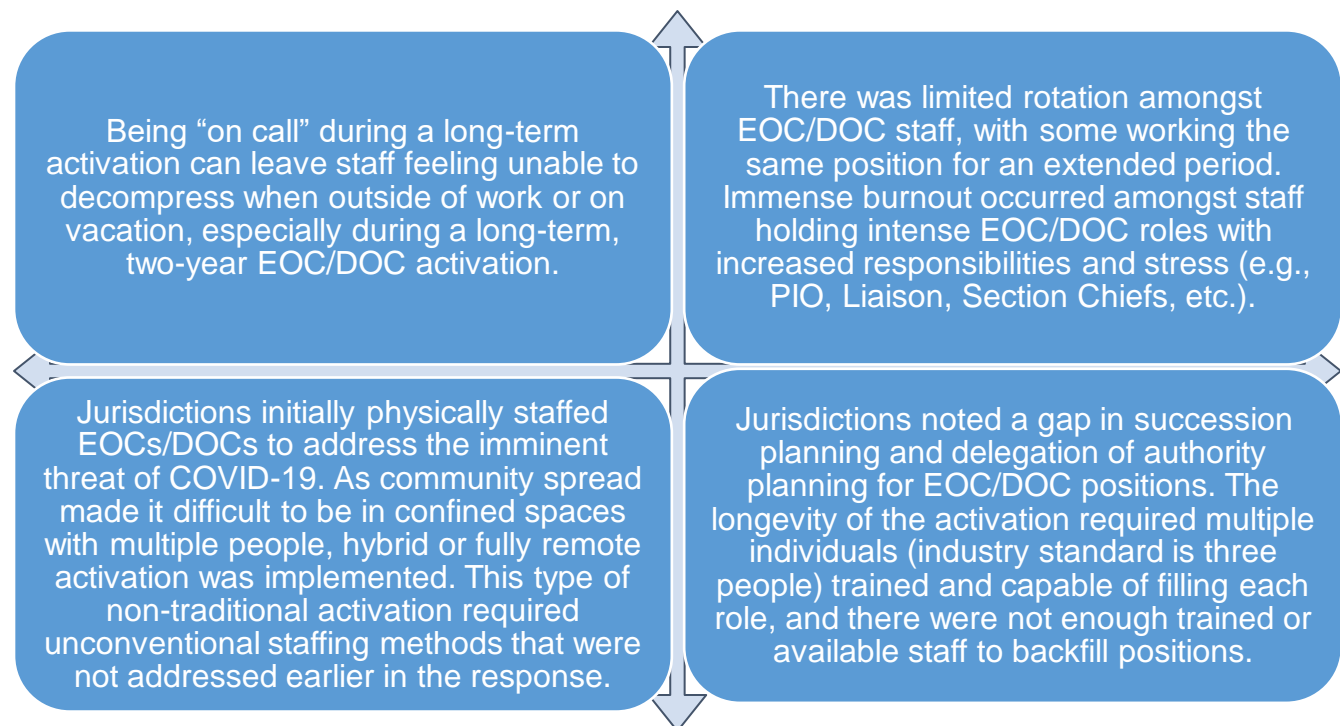 Being “on call” during a long-term
activation can leave staff feeling unable to
decompress when outside of work or on
vacation, especially during a long-term,
two-year EOC/DOC activation.
There was limited rotation amongst
EOC/DOC staff, with some working the
same position for an extended period.
Immense burnout occurred amongst staff
holding intense EOC/DOC roles with
increased responsibilities and stress (e.g.,
PIO, Liaison, Section Chiefs, etc.).
Jurisdictions initially physically staffed
EOCs/DOCs to address the imminent
threat of COVID-19. As community spread
made it difficult to be in confined spaces
with multiple people, hybrid or fully remote
activation was implemented. This type of
non-traditional activation required
unconventional staffing methods that were
not addressed earlier in the response.
Jurisdictions noted a gap in succession
planning and delegation of authority
planning for EOC/DOC positions. The
longevity of the activation required multiple
individuals (industry standard is three
people) trained and capable of filling each
role, and there were not enough trained or
available staff to backfill positions.